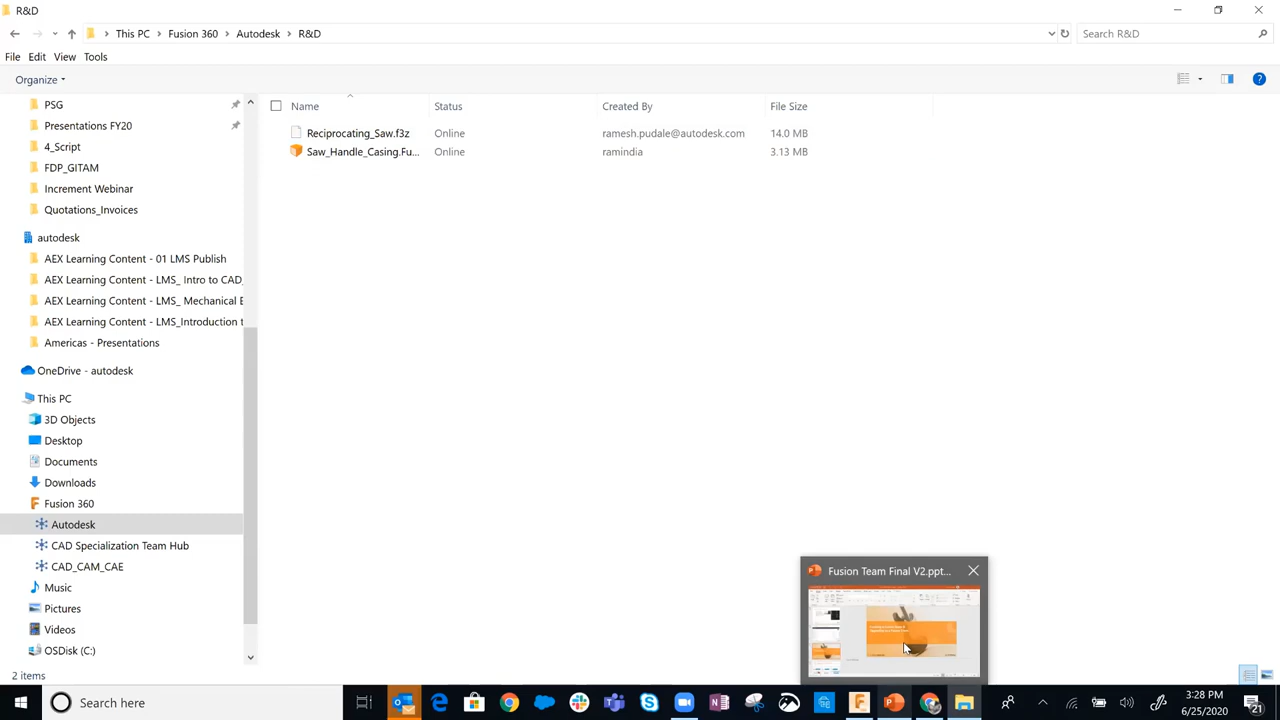 R&D
This PC
Fusion 360
Autodesk
R&D
Search R&D
File
Edit
View
Tools
Organize
PSG
Presentations FY20
4_Script
FDP_GITAM
Increment Webinar
Quotations_Invoices
autodesk
AEX Learning Content - 01 LMS Publish
AEX Learning Content - LMS_ Intro to CAD_
AEX Learning Content - LMS_ Mechanical E
AEX Learning Content - LMS_Introduction t
Americas - Presentations
OneDrive - autodesk
This PC
3D Objects
Desktop
Documents
Downloads
Fusion 360
Autodesk
CAD Specialization Team Hub
CAD_CAM_CAE
Music
Pictures
Videos
OSDisk (C:)
Name
Status
Created By
File Size
Reciprocating_Saw.f3z
Online
ramesh.pudale@autodesk.com
14.0 MB
Saw_Handle_Casing.Fu...
Online
ramindia
3.13 MB
Fusion Team Final V2.ppt...
2 items
Search here
3:28 PM
6/25/2020
21